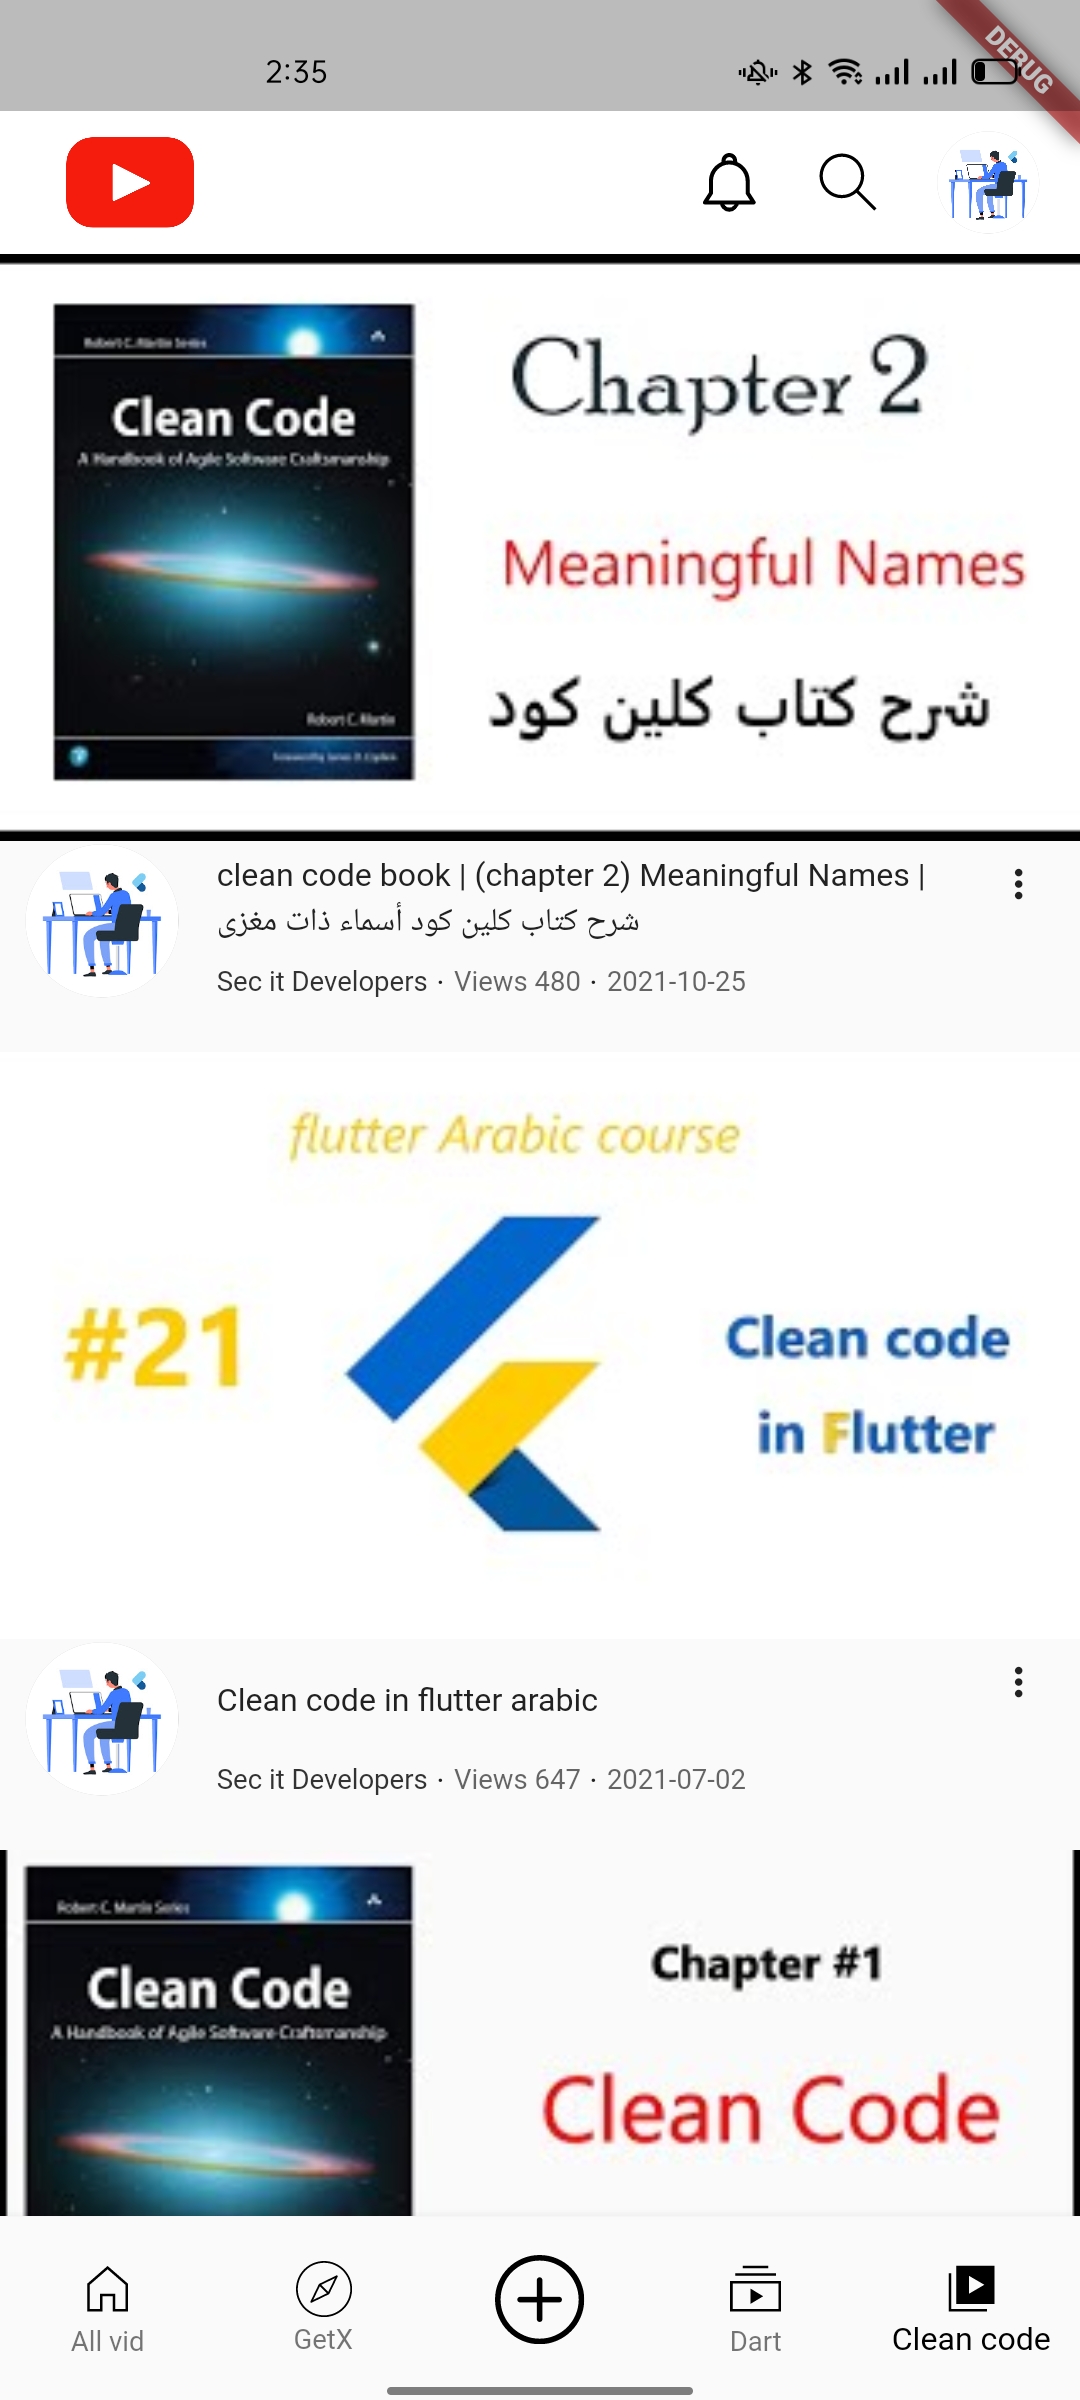 2:35
DEBUG
Robert C. Martin Series
Clean Code
A Handbook of Agile Software Craftsmanship
Robert C. Martin
Chapter 2
Meaningful Names
شرح كتاب كلين كود
clean code book | (chapter 2) Meaningful Names |
شرح كتاب كلين كود أسماء ذات مغزى
Sec it Developers · Views 480 · 2021-10-25
flutter Arabic course
#21
Clean code
in Flutter
Clean code in flutter arabic
Sec it Developers · Views 647 · 2021-07-02
Robert C. Martin Series
Clean Code
A Handbook of Agile Software Craftsmanship
Chapter #1
Clean Code
All vid
GetX
Dart
Clean code